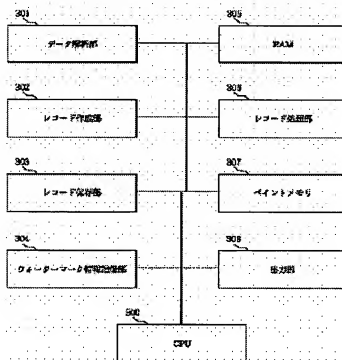 301
データ解析部
305
RAM
302
レコード作成部
306
レコード処理部
303
レコード保存部
307
ペイントメモリ
304
ウォーターマーク情報記憶部
308
出力部
300
CPU